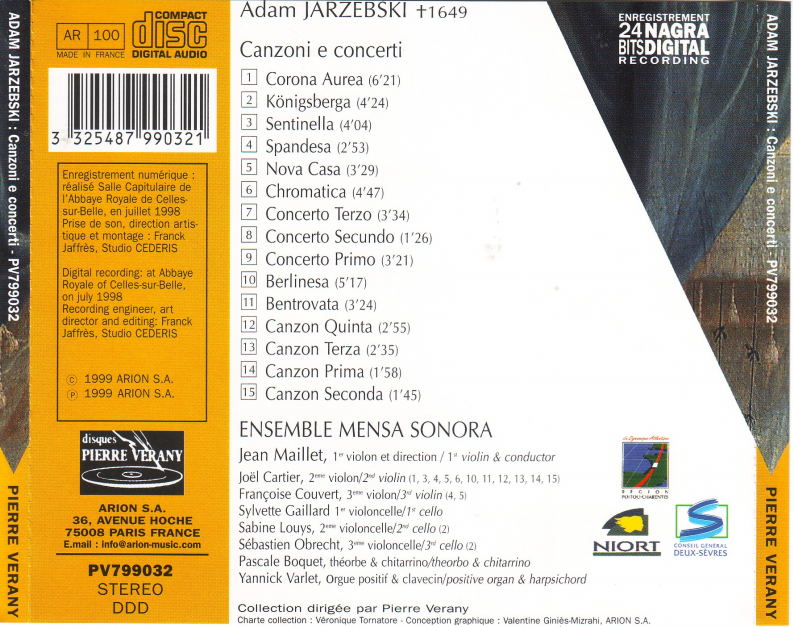 ADAM JARZEBSKI : Canzoni e concerti - PV799032
PIERRE VERANY
AR 100
MADE IN FRANCE
COMPACT
disc
DIGITAL AUDIO
3 325487 990321
Enregistrement numérique :
réalisé Salle Capitulaire de
l'Abbaye Royale de Celles-
sur-Belle, en juillet 1998
Prise de son, direction artis-
tique et montage : Franck
Jaffrès, Studio CEDERIS
Digital recording: at Abbaye
Royale of Celles-sur-Belle,
on july 1998
Recording engineer, art
director and editing: Franck
Jaffrès, Studio CEDERIS
© 1999 ARION S.A.
℗ 1999 ARION S.A.
disques
PIERRE VERANY
ARION S.A.
36, AVENUE HOCHE
75008 PARIS FRANCE
E.mail : info@arion-music.com
PV799032
STEREO
DDD
Adam JARZEBSKI †1649
Canzoni e concerti
1 Corona Aurea (6'21)
2 Königsberga (4'24)
3 Sentinella (4'04)
4 Spandesa (2'53)
5 Nova Casa (3'29)
6 Chromatica (4'47)
7 Concerto Terzo (3'34)
8 Concerto Secundo (1'26)
9 Concerto Primo (3'21)
10 Berlinesa (5'17)
11 Bentrovata (3'24)
12 Canzon Quinta (2'55)
13 Canzon Terza (2'35)
14 Canzon Prima (1'58)
15 Canzon Seconda (1'45)
ENSEMBLE MENSA SONORA
Jean Maillet, 1er violon et direction / 1st violin & conductor
Joël Cartier, 2eme violon/2nd violin (1, 3, 4, 5, 6, 10, 11, 12, 13, 14, 15)
Françoise Couvert, 3eme violon/3rd violin (4, 5)
Sylvette Gaillard 1er violoncelle/1st cello
Sabine Louys, 2eme violoncelle/2nd cello (2)
Sébastien Obrecht, 3eme violoncelle/3rd cello (2)
Pascale Boquet, théorbe & chitarrino/theorbo & chitarrino
Yannick Varlet, orgue positif & clavecin/positive organ & harpsichord
Collection dirigée par Pierre Verany
Charte collection : Véronique Tornatore - Conception graphique : Valentine Giniès-Mizrahi, ARION S.A.
ENREGISTREMENT
24 NAGRA
BITS DIGITAL
RECORDING
RÉGION
POITOU-CHARENTES
NIORT
CONSEIL GÉNÉRAL
DEUX-SÈVRES
ADAM JARZEBSKI : Canzoni e concerti - PV799032
PIERRE VERANY